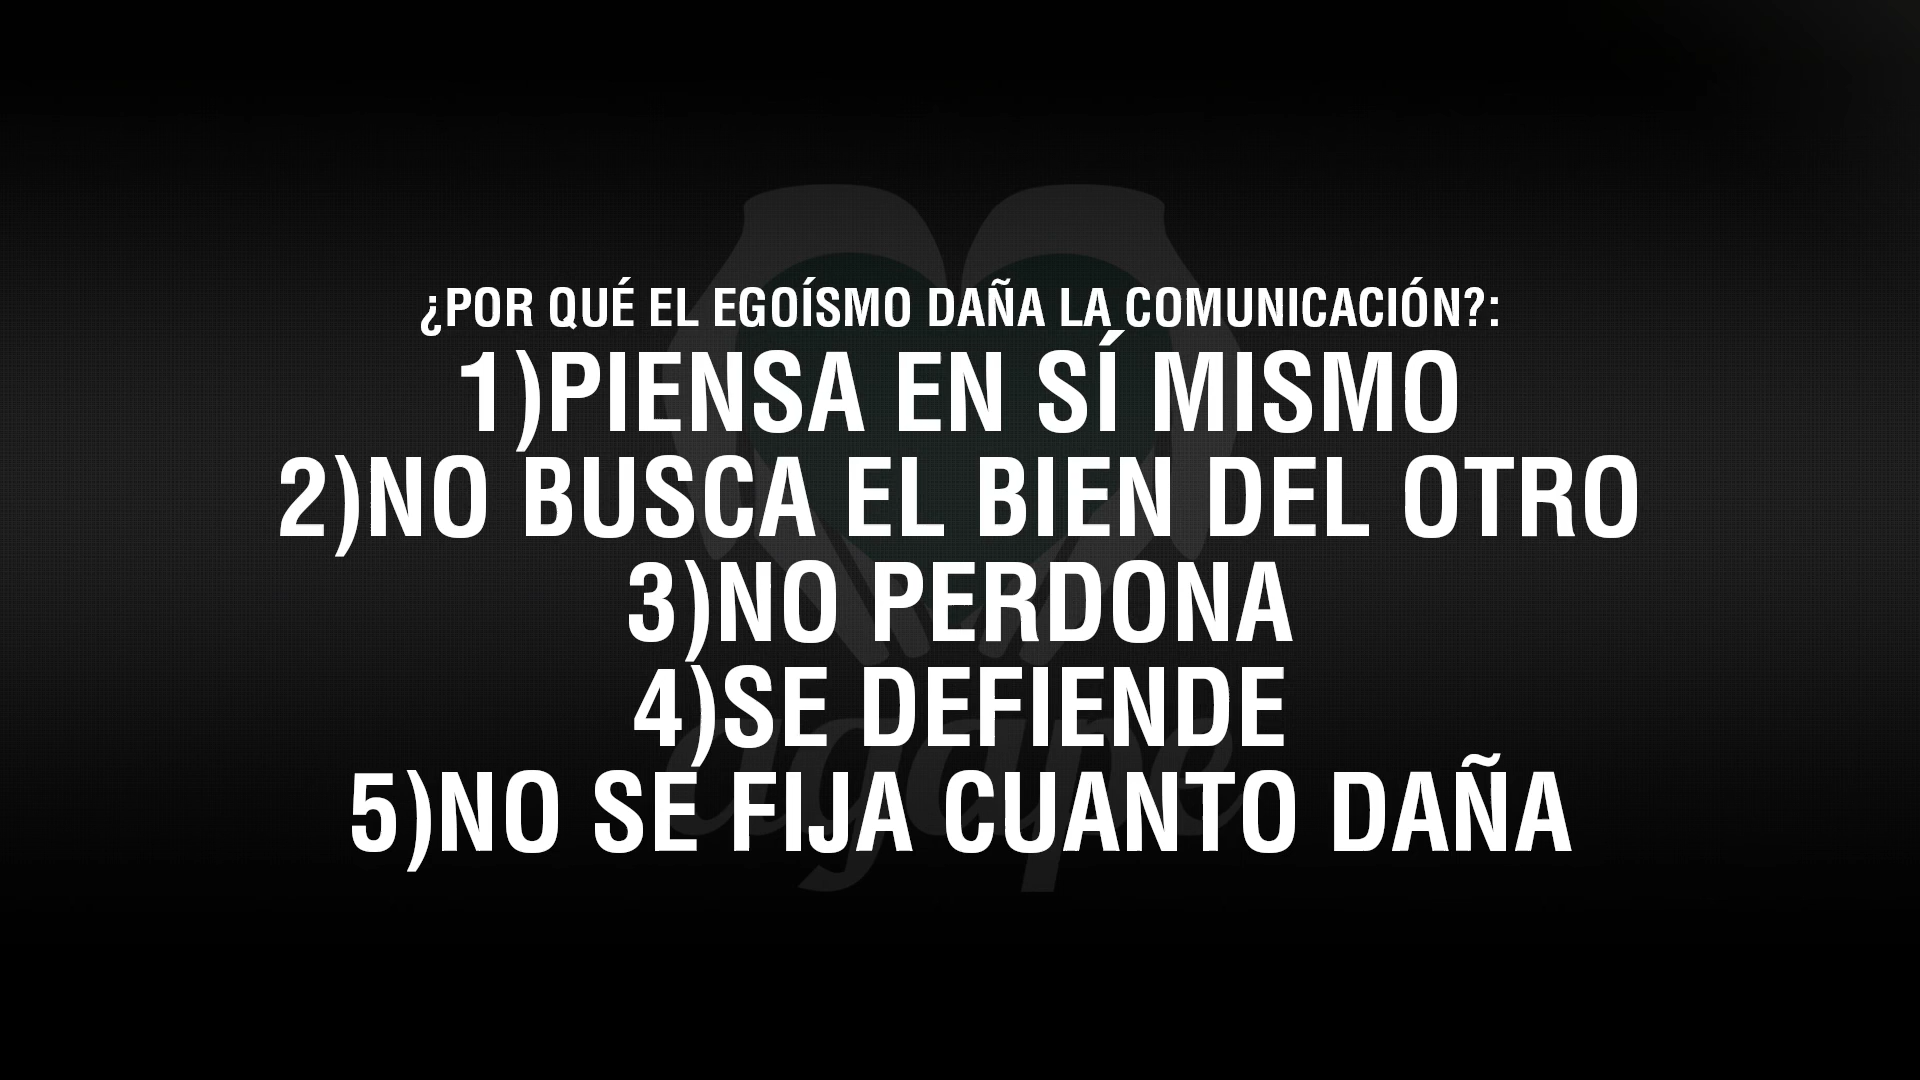 ¿POR QUÉ EL EGOÍSMO DAÑA LA COMUNICACIÓN?:
1)PIENSA EN SÍ MISMO
2)NO BUSCA EL BIEN DEL OTRO
3)NO PERDONA
4)SE DEFIENDE
5)NO SE FIJA CUANTO DAÑA
agape